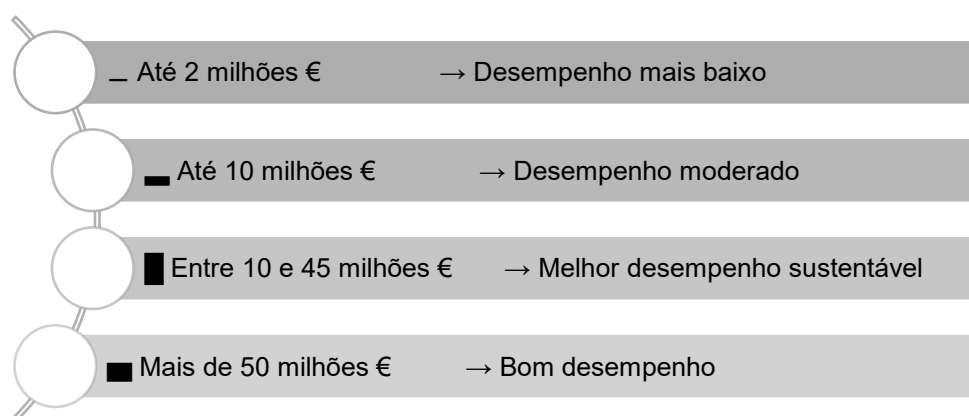 Até 2 milhões € → Desempenho mais baixo
Até 10 milhões € → Desempenho moderado
Entre 10 e 45 milhões € → Melhor desempenho sustentável
Mais de 50 milhões € → Bom desempenho